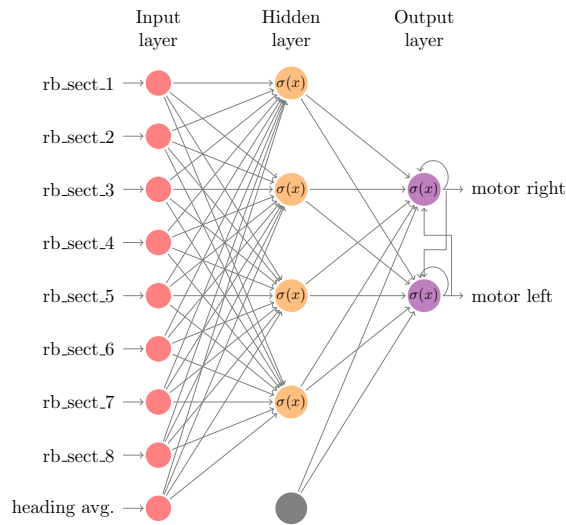 Input layer
Hidden layer
Output layer
rb_sect_1
σ(x)
rb_sect_2
rb_sect_3
σ(x)
σ(x)
motor right
rb_sect_4
rb_sect_5
σ(x)
σ(x)
motor left
rb_sect_6
rb_sect_7
σ(x)
rb_sect_8
heading avg.